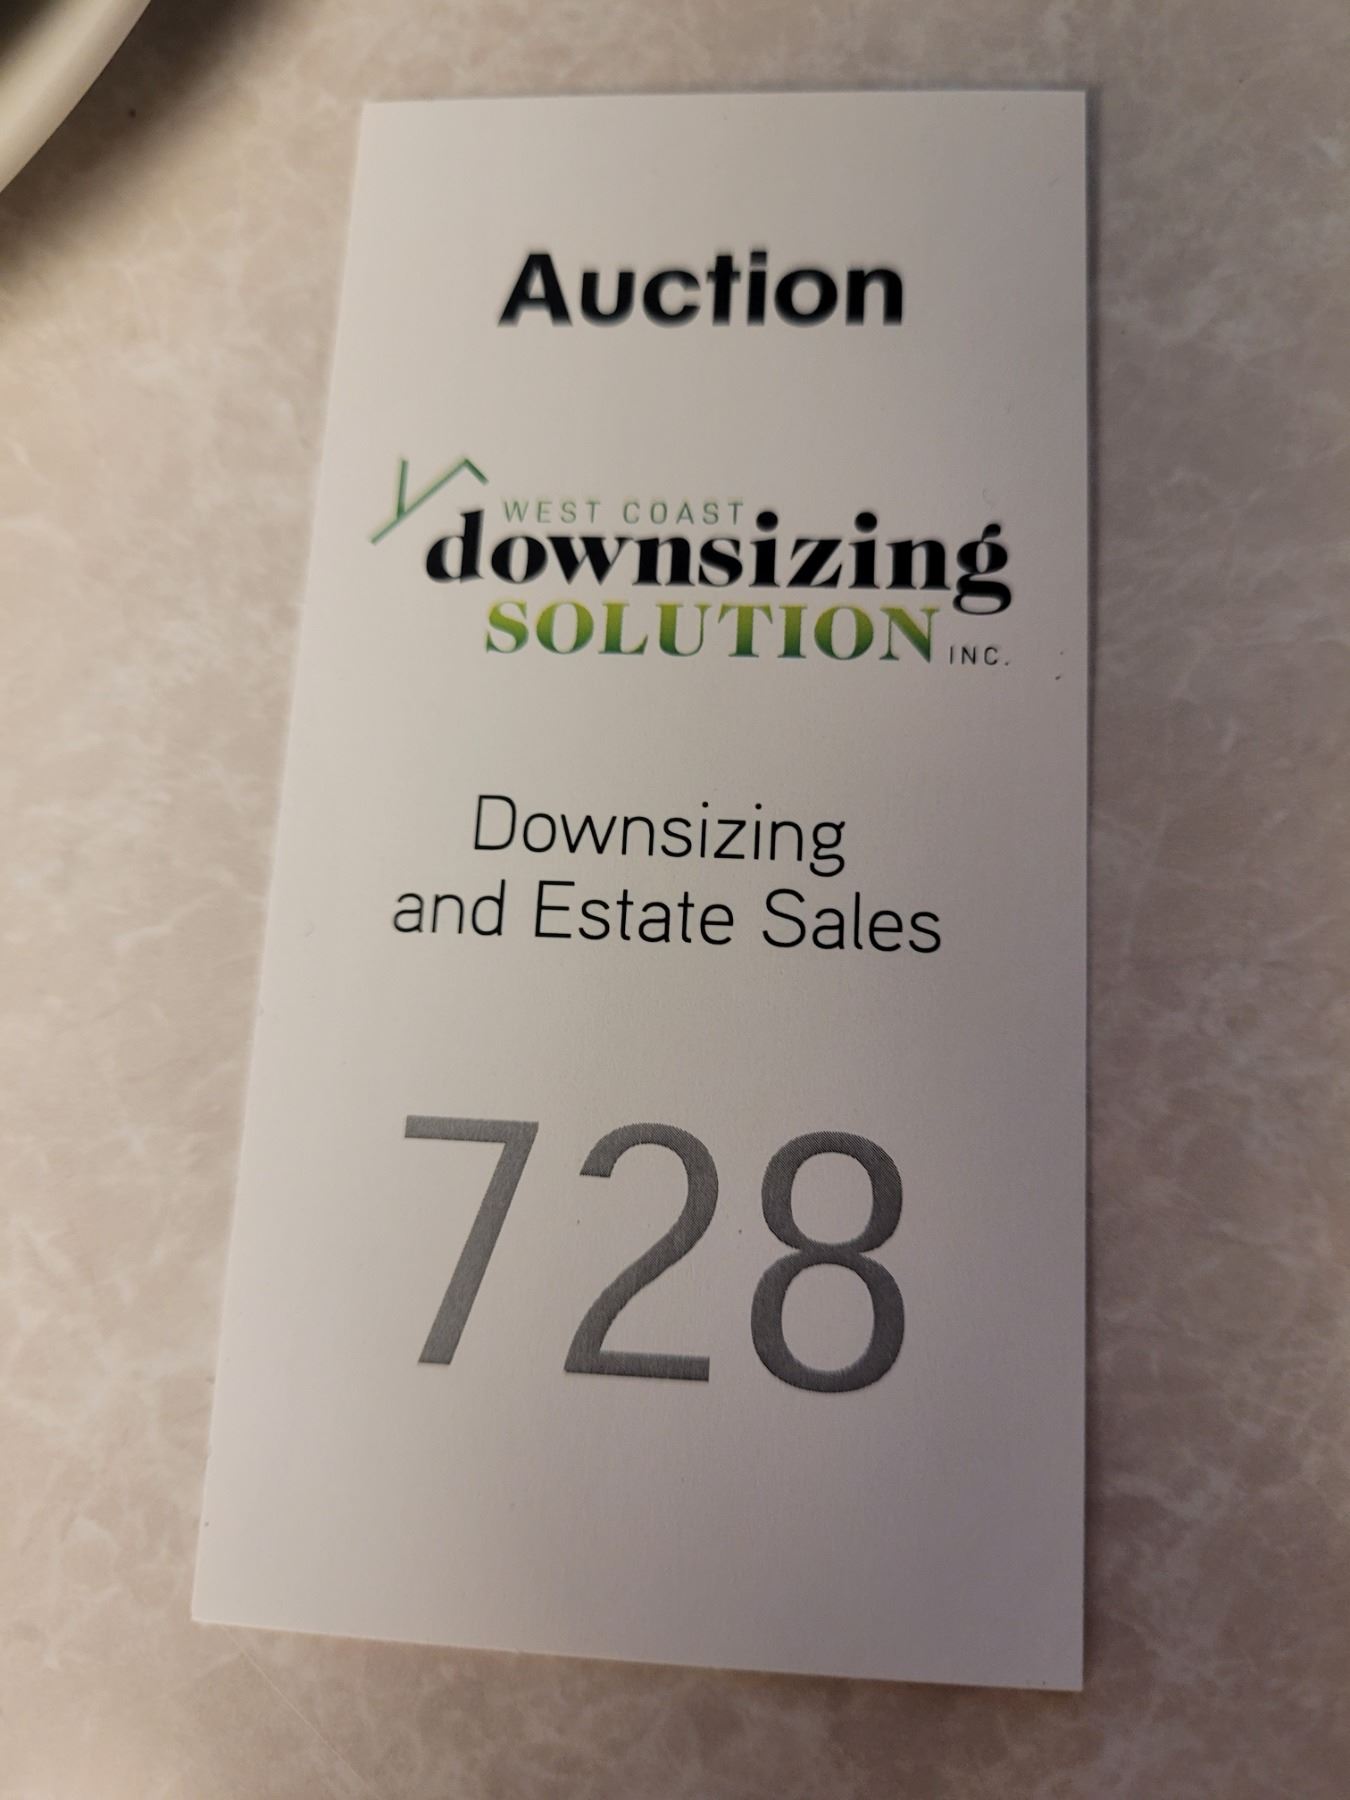 Auction
WEST COAST
downsizing
SOLUTION INC.
Downsizing
and Estate Sales
728